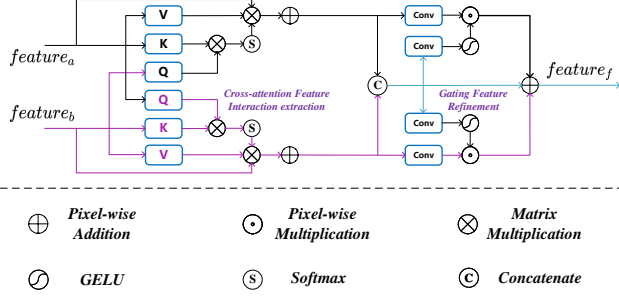 V
Conv
K
S
feature_a
Conv
Q
feature_f
Cross-attention Feature
Interaction extraction
C
Gating Feature
Refinement
Q
feature_b
K
S
Conv
V
Conv
Pixel-wise
Addition
Pixel-wise
Multiplication
Matrix
Multiplication
GELU
S
Softmax
C
Concatenate